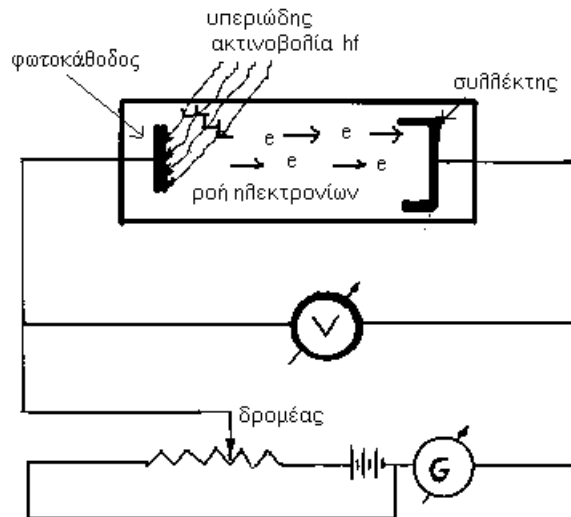 υπεριώδης
ακτινοβολία hf
φωτοκάθοδος
συλλέκτης
e e e
e e e
ροή ηλεκτρονίων
V
δρομέας
G